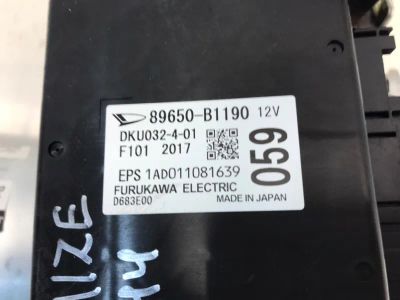 89650-B1190 12V
DKU032-4-01
F101 2017
059
EPS 1AD011081639
FURUKAWA ELECTRIC
D683E00 MADE IN JAPAN